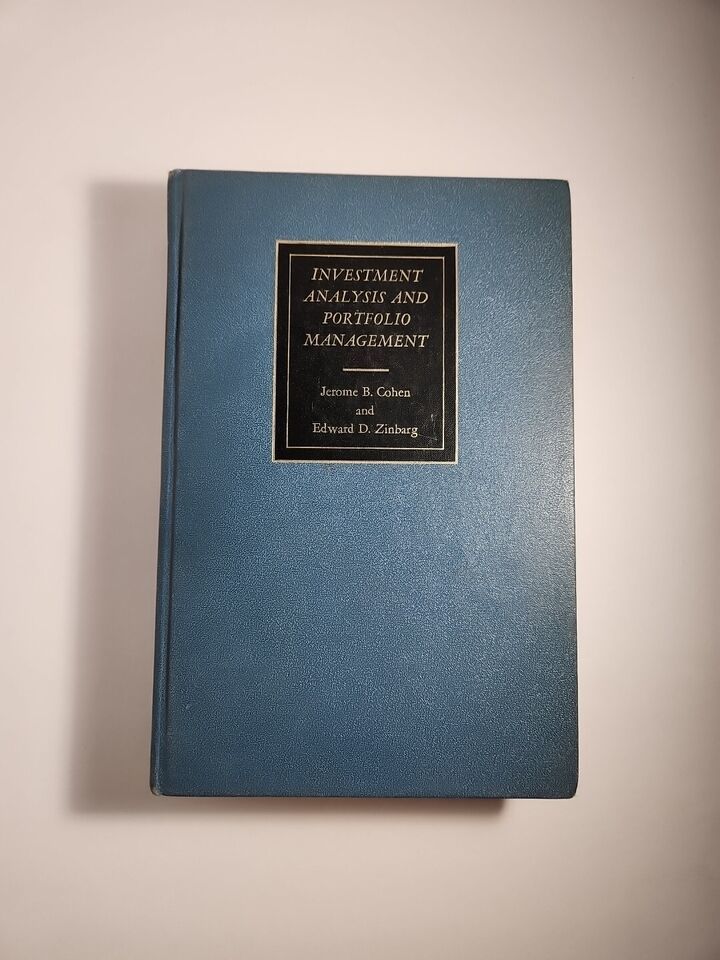 INVESTMENT
ANALYSIS AND
PORTFOLIO
MANAGEMENT
Jerome B. Cohen
and
Edward D. Zinbarg